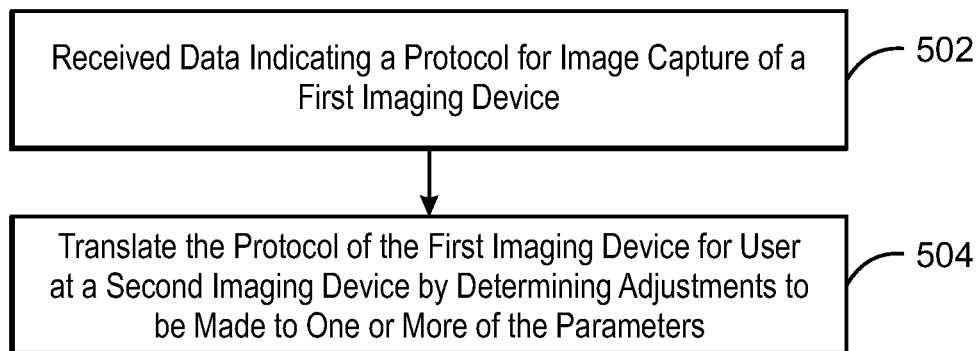 Received Data Indicating a Protocol for Image Capture of a
First Imaging Device
502
Translate the Protocol of the First Imaging Device for User
at a Second Imaging Device by Determining Adjustments to
be Made to One or More of the Parameters
504